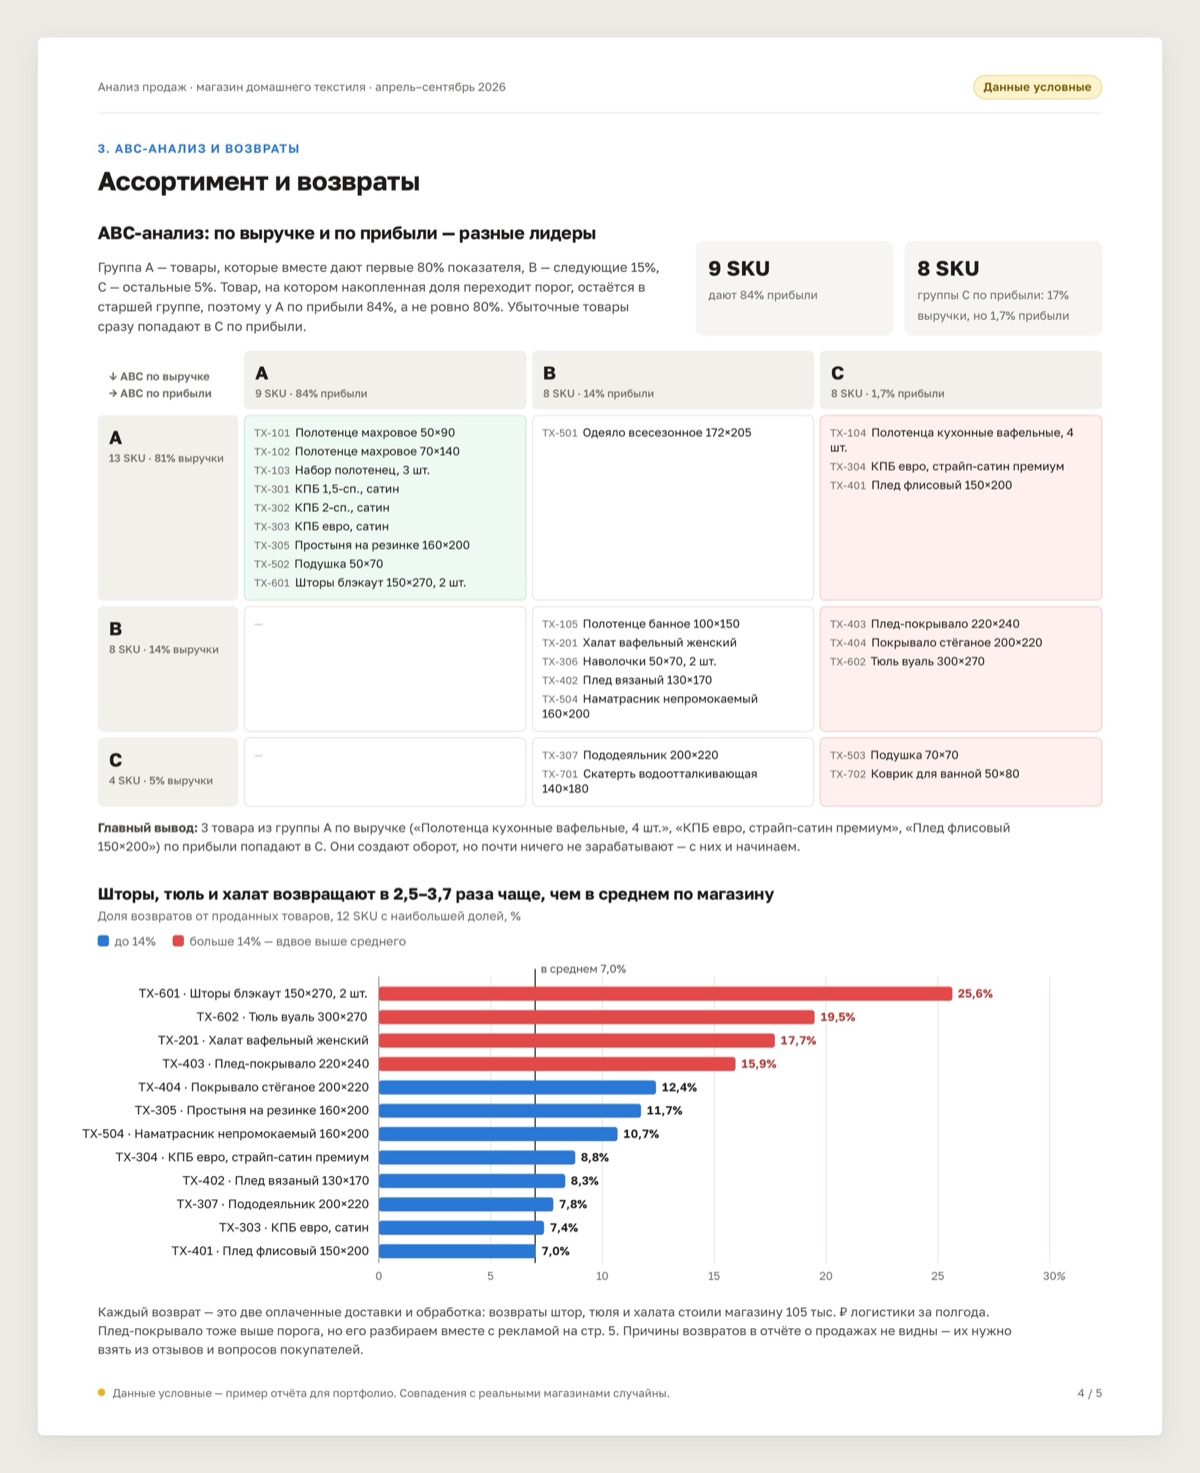 Анализ продаж · магазин домашнего текстиля · апрель–сентябрь 2026
Данные условные
3. ABC-АНАЛИЗ И ВОЗВРАТЫ
Ассортимент и возвраты
ABC-анализ: по выручке и по прибыли — разные лидеры
Группа A — товары, которые вместе дают первые 80% показателя, B — следующие 15%,
C — остальные 5%. Товар, на котором накопленная доля переходит порог, остаётся в
старшей группе, поэтому у A по прибыли 84%, а не ровно 80%. Убыточные товары
сразу попадают в C по прибыли.
9 SKU
дают 84% прибыли
8 SKU
группы C по прибыли: 17%
выручки, но 1,7% прибыли
↓ ABC по выручке
→ ABC по прибыли
A
9 SKU · 84% прибыли
B
8 SKU · 14% прибыли
C
8 SKU · 1,7% прибыли
A
13 SKU · 81% выручки
TX-101 Полотенце махровое 50×90
TX-102 Полотенце махровое 70×140
TX-103 Набор полотенец, 3 шт.
TX-301 КПБ 1,5-сп., сатин
TX-302 КПБ 2-сп., сатин
TX-303 КПБ евро, сатин
TX-305 Простыня на резинке 160×200
TX-502 Подушка 50×70
TX-601 Шторы блэкаут 150×270, 2 шт.
TX-501 Одеяло всесезонное 172×205
TX-104 Полотенца кухонные вафельные, 4
шт.
TX-304 КПБ евро, страйп-сатин премиум
TX-401 Плед флисовый 150×200
B
8 SKU · 14% выручки
—
TX-105 Полотенце банное 100×150
TX-201 Халат вафельный женский
TX-306 Наволочки 50×70, 2 шт.
TX-402 Плед вязаный 130×170
TX-504 Наматрасник непромокаемый
160×200
TX-403 Плед-покрывало 220×240
TX-404 Покрывало стёганое 200×220
TX-602 Тюль вуаль 300×270
C
4 SKU · 5% выручки
—
TX-307 Пододеяльник 200×220
TX-701 Скатерть водоотталкивающая
140×180
TX-503 Подушка 70×70
TX-702 Коврик для ванной 50×80
Главный вывод: 3 товара из группы A по выручке («Полотенца кухонные вафельные, 4 шт.», «КПБ евро, страйп-сатин премиум», «Плед флисовый
150×200») по прибыли попадают в C. Они создают оборот, но почти ничего не зарабатывают — с них и начинаем.
Шторы, тюль и халат возвращают в 2,5–3,7 раза чаще, чем в среднем по магазину
Доля возвратов от проданных товаров, 12 SKU с наибольшей долей, %
до 14%
больше 14% — вдвое выше среднего
в среднем 7,0%
TX-601 · Шторы блэкаут 150×270, 2 шт.
25,6%
TX-602 · Тюль вуаль 300×270
19,5%
TX-201 · Халат вафельный женский
17,7%
TX-403 · Плед-покрывало 220×240
15,9%
TX-404 · Покрывало стёганое 200×220
12,4%
TX-305 · Простыня на резинке 160×200
11,7%
TX-504 · Наматрасник непромокаемый 160×200
10,7%
TX-304 · КПБ евро, страйп-сатин премиум
8,8%
TX-402 · Плед вязаный 130×170
8,3%
TX-307 · Пододеяльник 200×220
7,8%
TX-303 · КПБ евро, сатин
7,4%
TX-401 · Плед флисовый 150×200
7,0%
0 5 10 15 20 25 30%
Каждый возврат — это две оплаченные доставки и обработка: возвраты штор, тюля и халата стоили магазину 105 тыс. ₽ логистики за полгода.
Плед-покрывало тоже выше порога, но его разбираем вместе с рекламой на стр. 5. Причины возвратов в отчёте о продажах не видны — их нужно
взять из отзывов и вопросов покупателей.
Данные условные — пример отчёта для портфолио. Совпадения с реальными магазинами случайны.
4 / 5